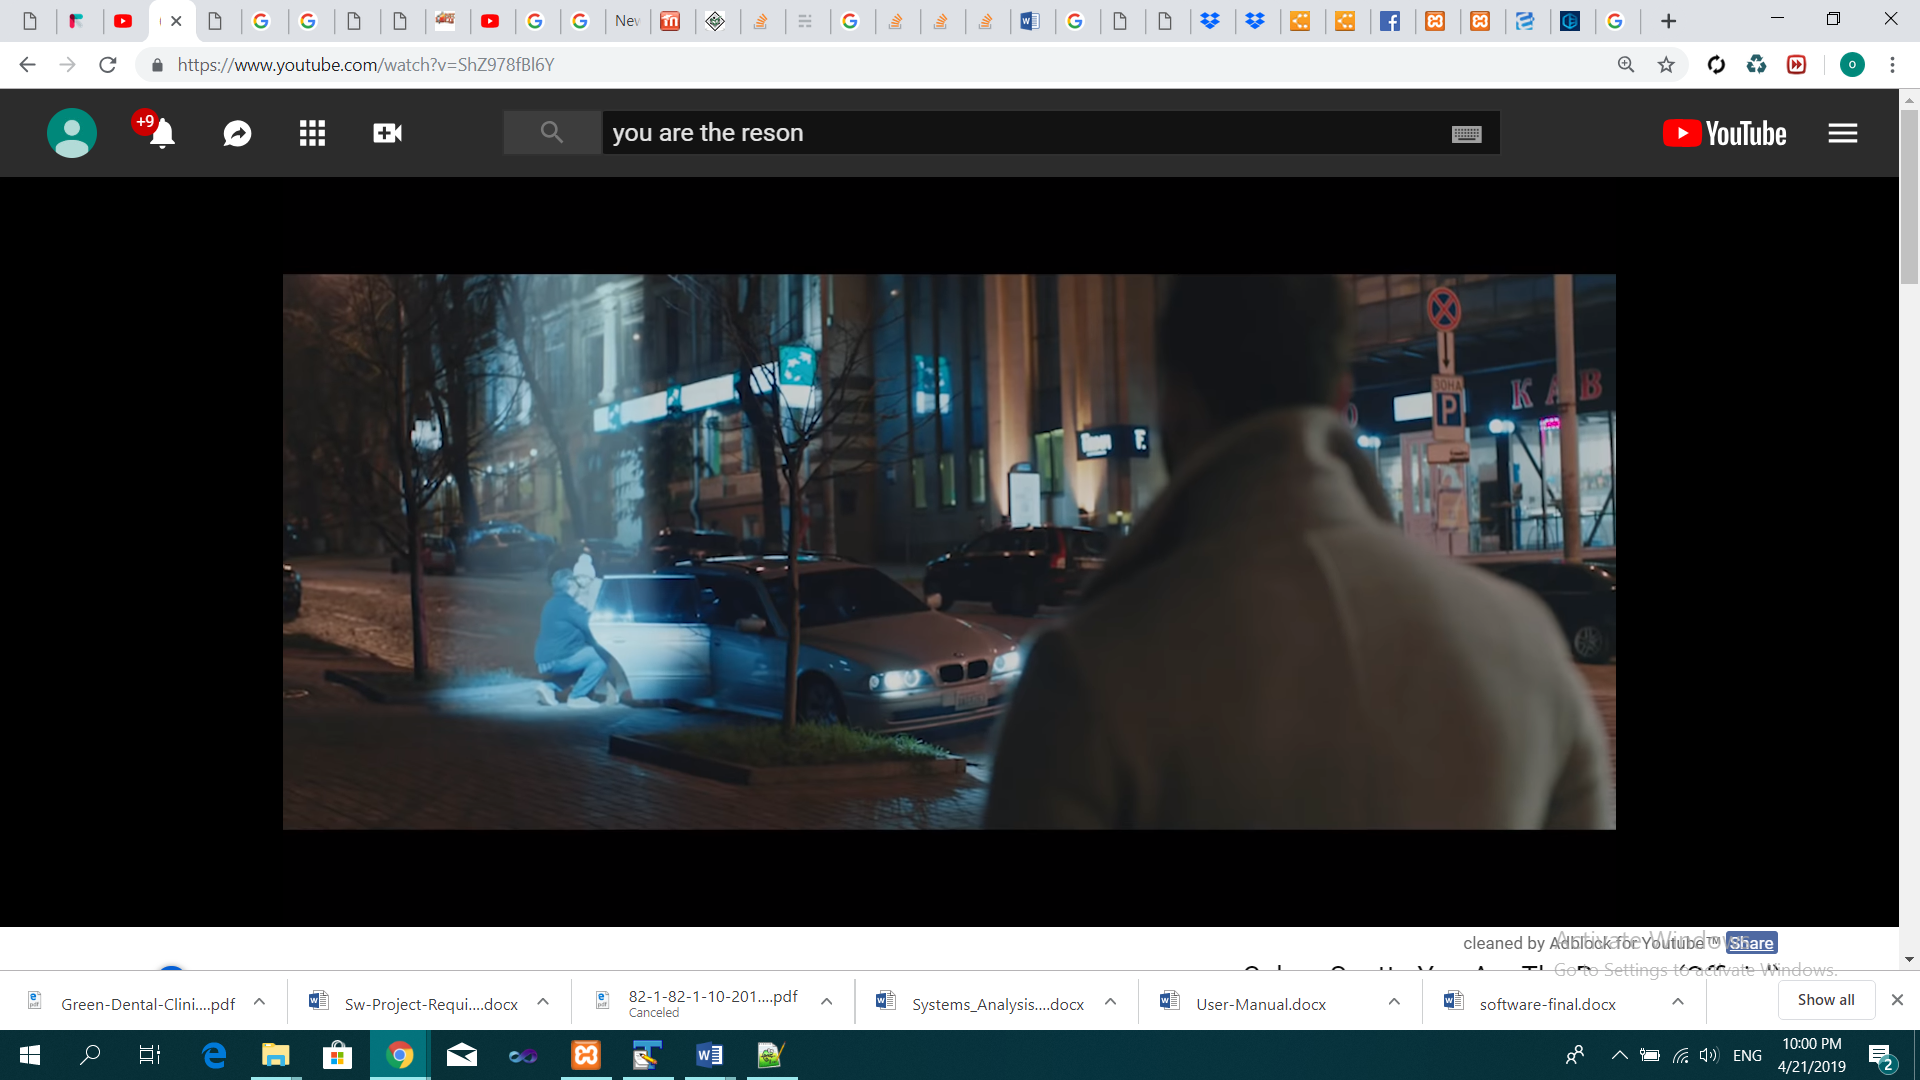 New
https://www.youtube.com/watch?v=ShZ978fBl6Y
o
+9
you are the reson
YouTube
ЗОНА
P
КАВ
cleaned by Adblock for Youtube™ Share
Activate Windows
Go to Settings to activate Windows.
Green-Dental-Clini....pdf
Sw-Project-Requi....docx
82-1-82-1-10-201....pdf
Canceled
Systems_Analysis....docx
User-Manual.docx
software-final.docx
Show all
ENG
10:00 PM
4/21/2019
2